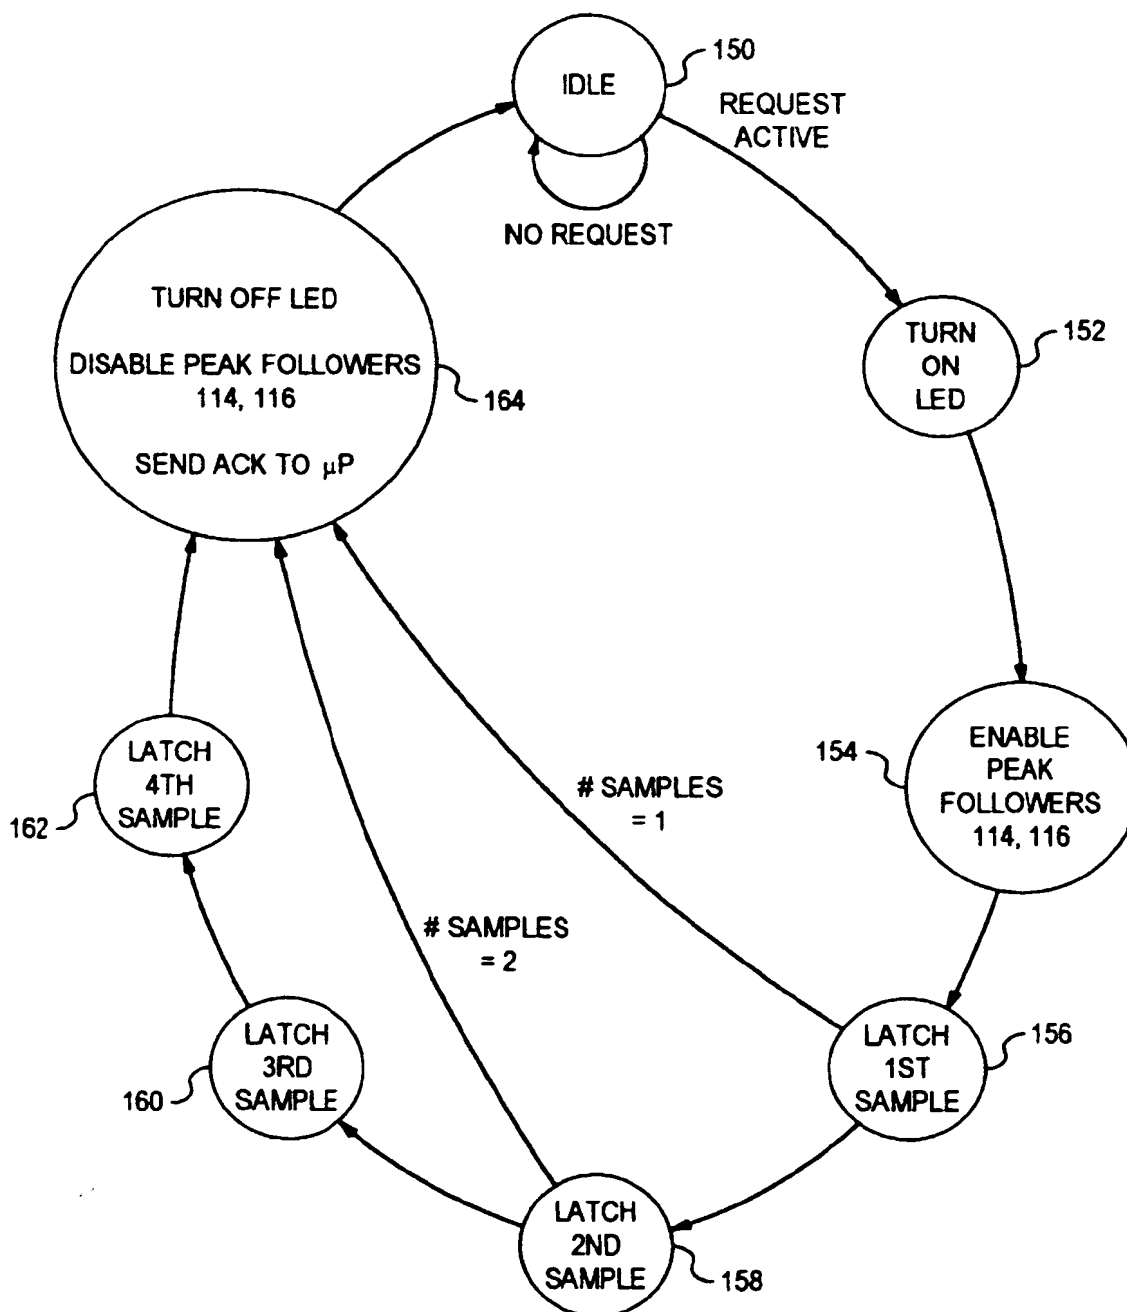 IDLE
150
REQUEST
ACTIVE
NO REQUEST
TURN
ON
LED
152
ENABLE
PEAK
FOLLOWERS
114, 116
154
LATCH
1ST
SAMPLE
156
# SAMPLES
= 1
LATCH
2ND
SAMPLE
158
# SAMPLES
= 2
LATCH
3RD
SAMPLE
160
LATCH
4TH
SAMPLE
162
TURN OFF LED
DISABLE PEAK FOLLOWERS
114, 116
SEND ACK TO μP
164